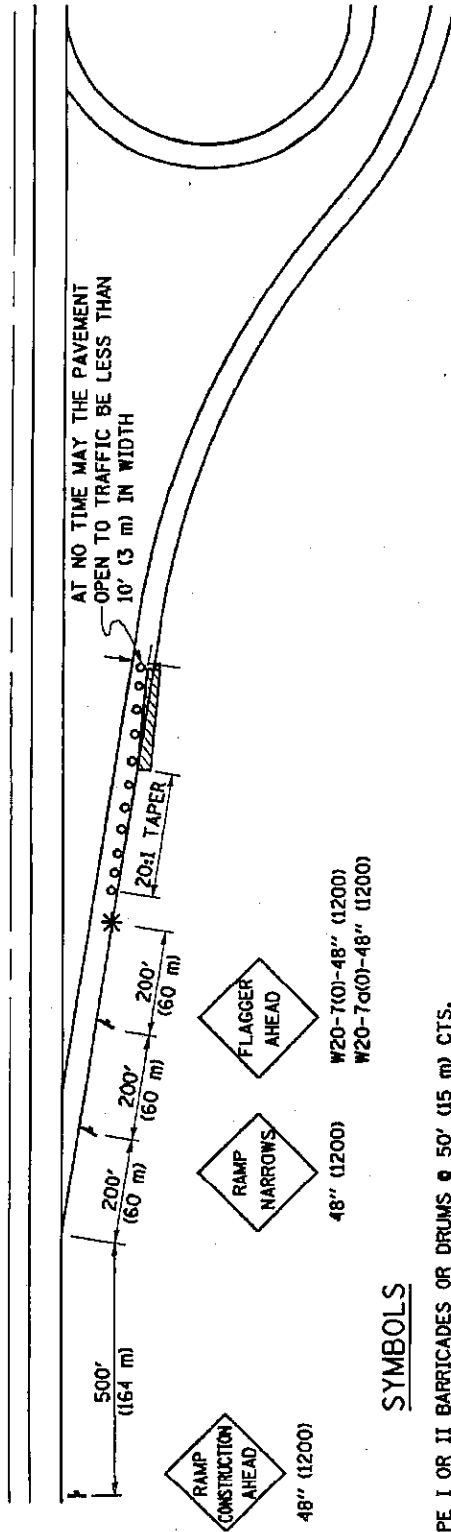 AT NO TIME MAY THE PAVEMENT
OPEN TO TRAFFIC BE LESS THAN
10' (3 m) IN WIDTH
20:1 TAPER
200'
(60 m)
200'
(60 m)
200'
(60 m)
500'
(164 m)
RAMP
CONSTRUCTION
AHEAD
48" (1200)
RAMP
NARROWS
48" (1200)
FLAGGER
AHEAD
W20-7(O)-48" (1200)
W20-7a(O)-48" (1200)
SYMBOLS
PE I OR II BARRICADES OR DRUMS @ 50' (15 m) CTS.